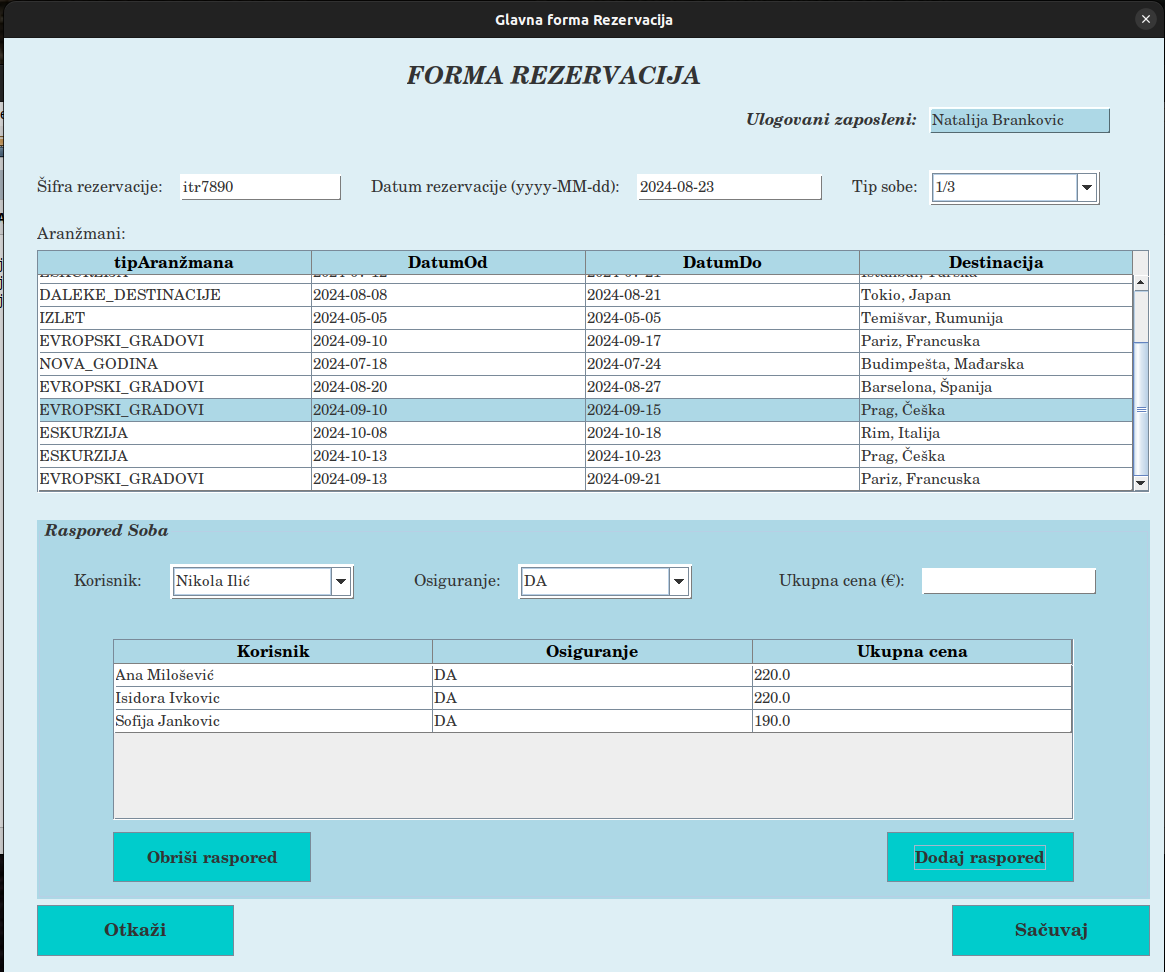 Glavna forma Rezervacija
FORMA REZERVACIJA
Ulogovani zaposleni: Natalija Brankovic
Šifra rezervacije: itr7890 Datum rezervacije (yyyy-MM-dd): 2024-08-23 Tip sobe: 1/3
Aranžmani:
tipAranžmana DatumOd DatumDo Destinacija
DALEKE_DESTINACIJE 2024-08-08 2024-08-21 Tokio, Japan
IZLET 2024-05-05 2024-05-05 Temišvar, Rumunija
EVROPSKI_GRADOVI 2024-09-10 2024-09-17 Pariz, Francuska
NOVA_GODINA 2024-07-18 2024-07-24 Budimpešta, Mađarska
EVROPSKI_GRADOVI 2024-08-20 2024-08-27 Barselona, Španija
EVROPSKI_GRADOVI 2024-09-10 2024-09-15 Prag, Češka
ESKURZIJA 2024-10-08 2024-10-18 Rim, Italija
ESKURZIJA 2024-10-13 2024-10-23 Prag, Češka
EVROPSKI_GRADOVI 2024-09-13 2024-09-21 Pariz, Francuska
Raspored Soba
Korisnik: Nikola Ilić Osiguranje: DA Ukupna cena (€):
Korisnik Osiguranje Ukupna cena
Ana Milošević DA 220.0
Isidora Ivkovic DA 220.0
Sofija Jankovic DA 190.0
Obriši raspored Dodaj raspored
Otkaži Sačuvaj